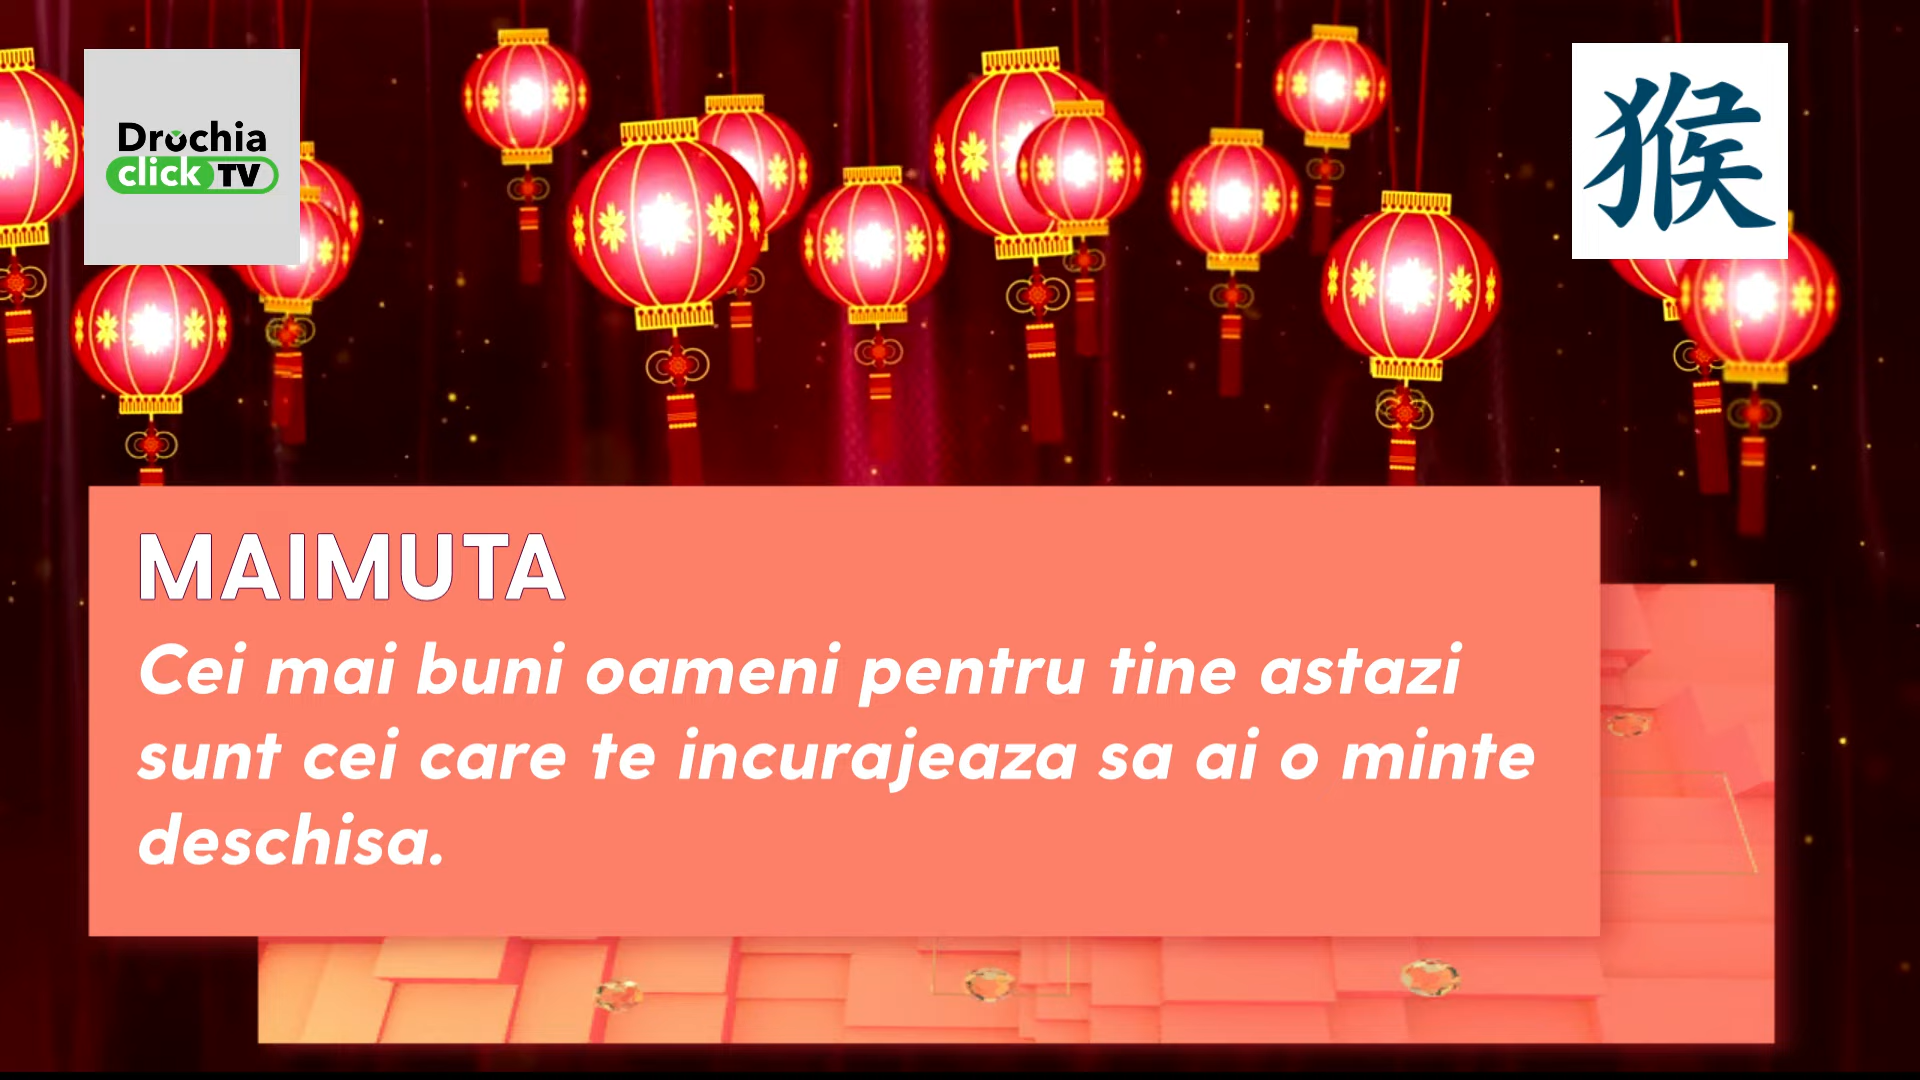 Drochia
click TV
猴
MAIMUTA
Cei mai buni oameni pentru tine astazi
sunt cei care te incurajeaza sa ai o minte
deschisa.